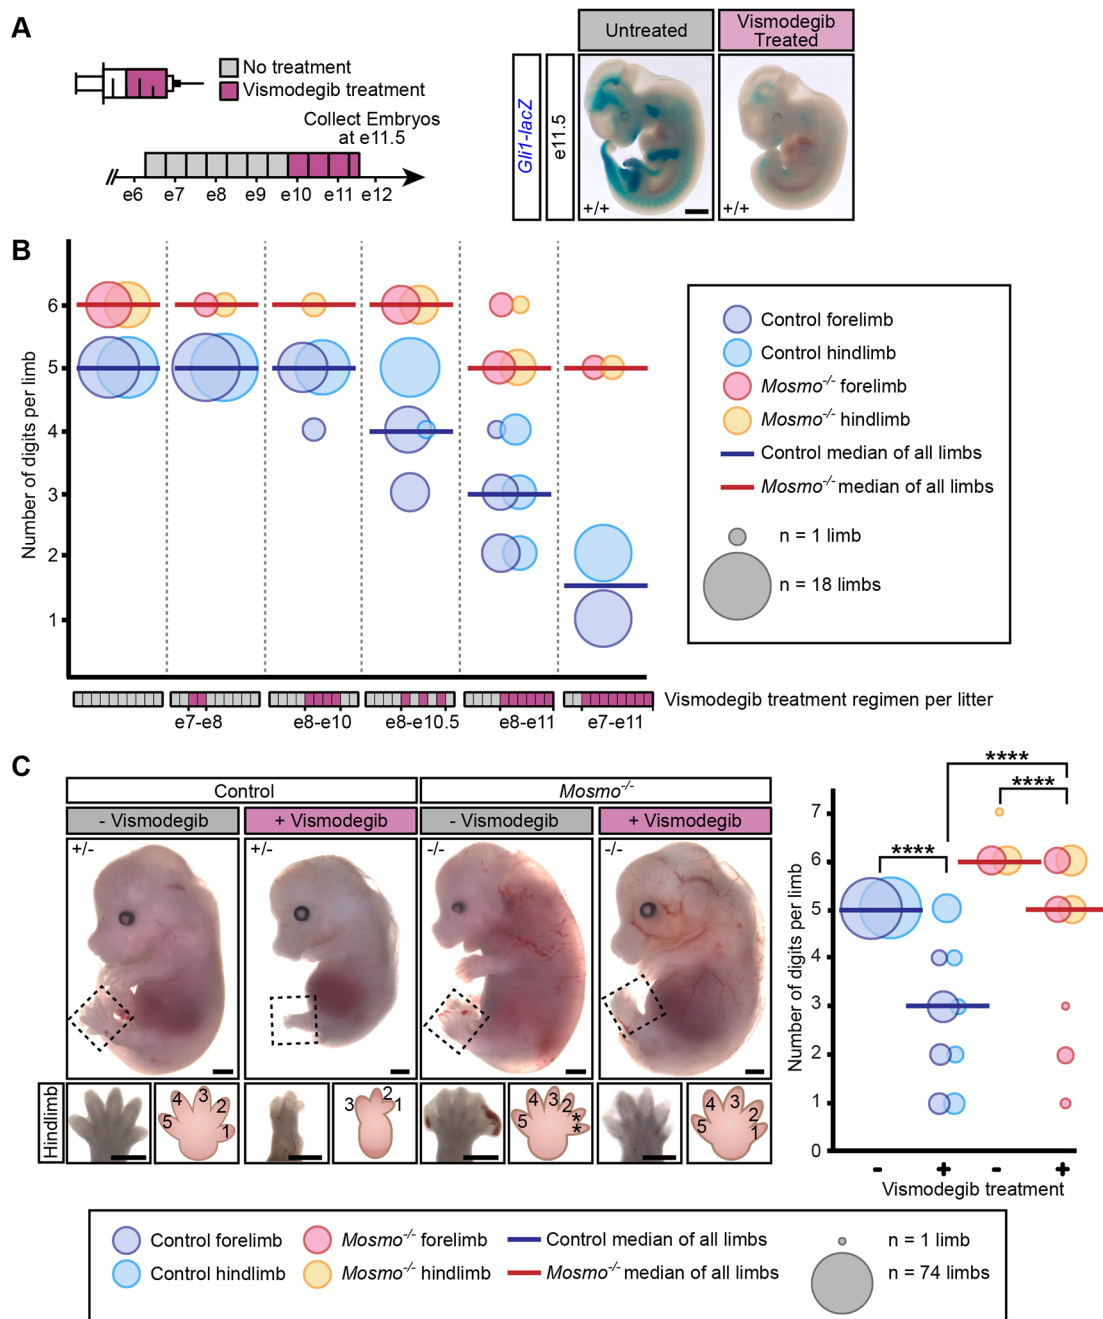 A
No treatment
Vismodegib treatment
Collect Embryos
at e11.5
e6 e7 e8 e9 e10 e11 e12
Untreated
Vismodegib
Treated
Gli1-lacZ
e11.5
+/+
+/+
B
Number of digits per limb
6
5
4
3
2
1
Control forelimb
Control hindlimb
Mosmo-/- forelimb
Mosmo-/- hindlimb
Control median of all limbs
Mosmo-/- median of all limbs
n = 1 limb
n = 18 limbs
e7-e8
e8-e10
e8-e10.5
e8-e11
e7-e11
Vismodegib treatment regimen per litter
C
Control
Mosmo-/-
- Vismodegib
+ Vismodegib
- Vismodegib
+ Vismodegib
+/-
+/-
-/-
-/-
Hindlimb
5 4 3 2 1
3 2 1
5 4 3 2 * *
5 4 3 2 1
****
****
****
Number of digits per limb
7
6
5
4
3
2
1
0
- + - +
Vismodegib treatment
Control forelimb
Mosmo-/- forelimb
Control median of all limbs
n = 1 limb
Control hindlimb
Mosmo-/- hindlimb
Mosmo-/- median of all limbs
n = 74 limbs